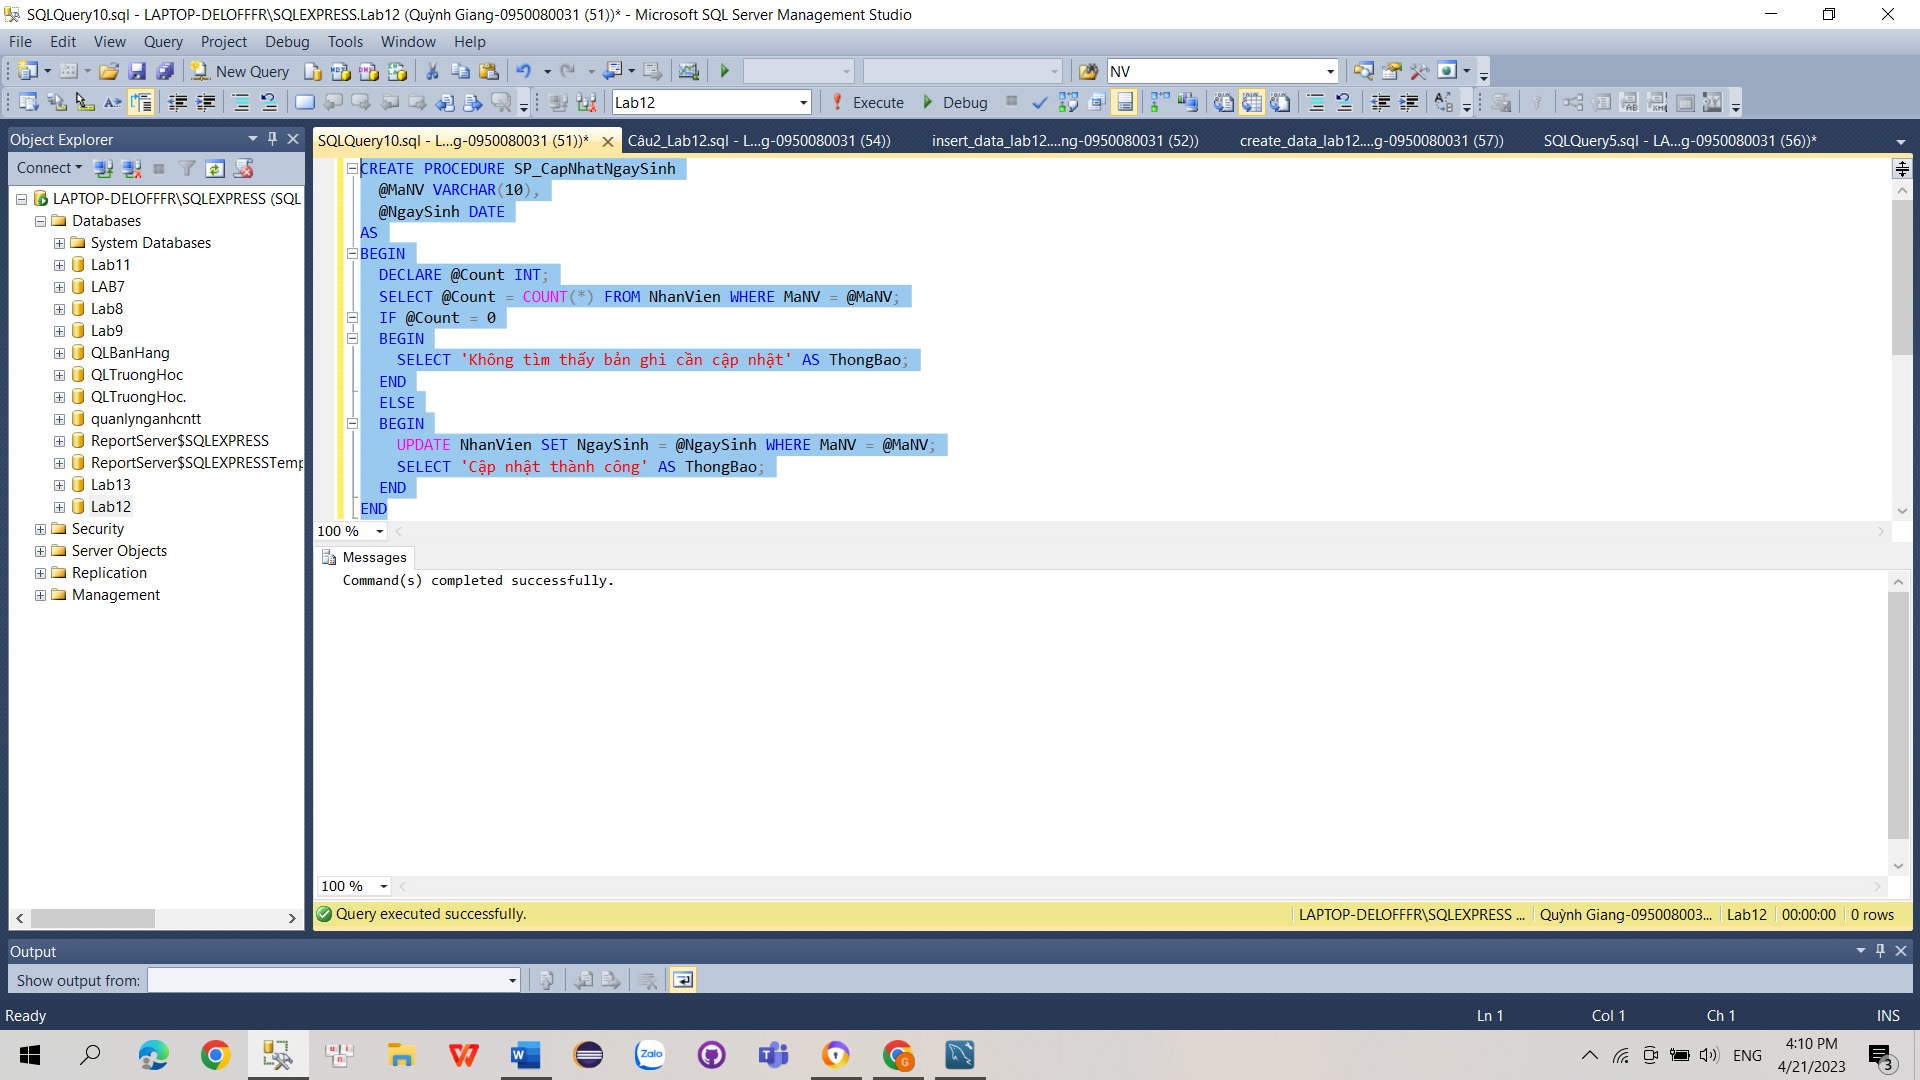 SQLQuery10.sql - LAPTOP-DELOFFFR\SQLEXPRESS.Lab12 (Quỳnh Giang-0950080031 (51))* - Microsoft SQL Server Management Studio
File Edit View Query Project Debug Tools Window Help
New Query NV
Lab12 Execute Debug
Object Explorer
SQLQuery10.sql - L...g-0950080031 (51))* Câu2_Lab12.sql - L...g-0950080031 (54)) insert_data_lab12....ng-0950080031 (52)) create_data_lab12....g-0950080031 (57)) SQLQuery5.sql - LA...g-0950080031 (56))*
Connect
LAPTOP-DELOFFFR\SQLEXPRESS (SQL
Databases
System Databases
Lab11
LAB7
Lab8
Lab9
QLBanHang
QLTruongHoc
QLTruongHoc.
quanlynganhcntt
ReportServer$SQLEXPRESS
ReportServer$SQLEXPRESSTemp
Lab13
Lab12
Security
Server Objects
Replication
Management
CREATE PROCEDURE SP_CapNhatNgaySinh
@MaNV VARCHAR(10),
@NgaySinh DATE
AS
BEGIN
DECLARE @Count INT;
SELECT @Count = COUNT(*) FROM NhanVien WHERE MaNV = @MaNV;
IF @Count = 0
BEGIN
SELECT 'Không tìm thấy bản ghi cần cập nhật' AS ThongBao;
END
ELSE
BEGIN
UPDATE NhanVien SET NgaySinh = @NgaySinh WHERE MaNV = @MaNV;
SELECT 'Cập nhật thành công' AS ThongBao;
END
END
100 %
Messages
Command(s) completed successfully.
100 %
Query executed successfully. LAPTOP-DELOFFFR\SQLEXPRESS ... Quỳnh Giang-095008003... Lab12 00:00:00 0 rows
Output
Show output from:
Ready Ln 1 Col 1 Ch 1 INS
Zalo
ENG
4:10 PM
4/21/2023
3